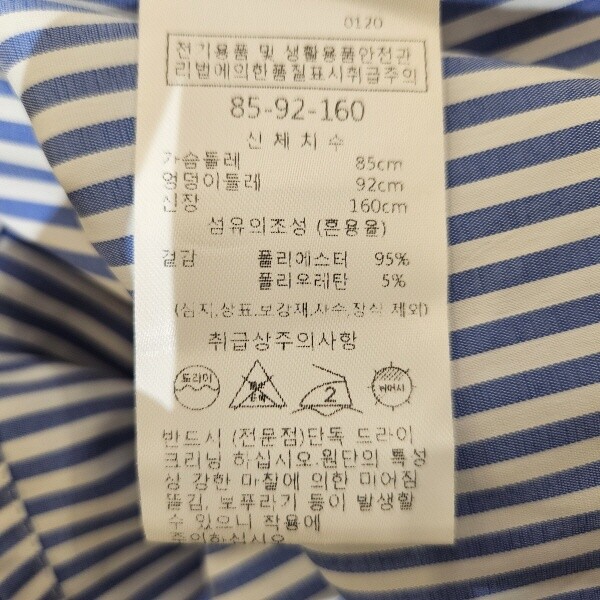 0120
전기용품 및 생활용품안전관
리법에의한품질표시취급주의
85-92-160
신체치수
가슴둘레 85cm
엉덩이둘레 92cm
신장 160cm
섬유의조성 (혼용율)
겉감 폴리에스터 95%
폴리우레탄 5%
(심지,상표,보강재,자수,장식 제외)
취급상주의사항
드라이 2
반드시 (전문점)단독 드라이
크리닝 하십시오.원단의 특성
상 강한 마찰에 의한 미어짐
뜯김, 보푸라기 등이 발생할
수 있으니 착용에
주의하십시오